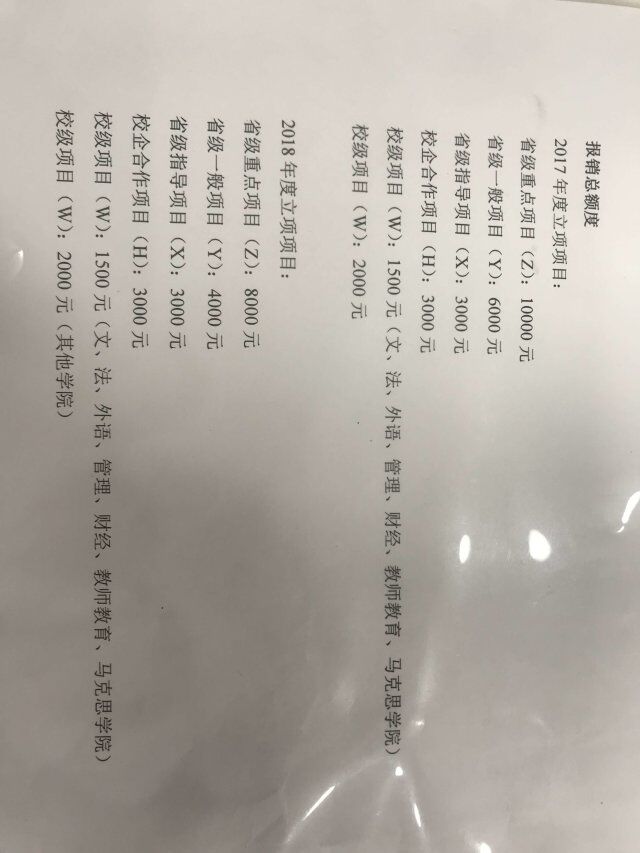 报销总额度
2017 年度立项项目：
省级重点项目（Z）：10000 元
省级一般项目（Y）：6000 元
省级指导项目（X）：3000 元
校企合作项目（H）：3000 元
校级项目（W）：1500 元（文、法、外语、管理、财经、教师教育、马克思学院）
校级项目（W）：2000 元
2018 年度立项项目：
省级重点项目（Z）：8000 元
省级一般项目（Y）：4000 元
省级指导项目（X）：3000 元
校企合作项目（H）：3000 元
校级项目（W）：1500 元（文、法、外语、管理、财经、教师教育、马克思学院）
校级项目（W）：2000 元（其他学院）